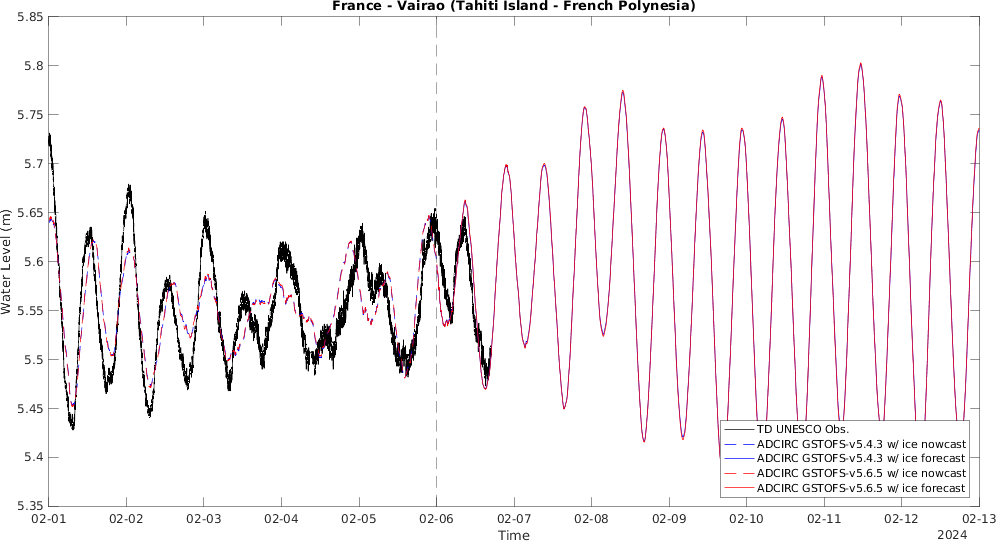 France - Vairao (Tahiti Island - French Polynesia)
5.85
5.8
5.75
5.7
5.65
5.6
5.55
5.5
5.45
5.4
5.35
Water Level (m)
TD UNESCO Obs.
ADCIRC GSTOFS-v5.4.3 w/ ice nowcast
ADCIRC GSTOFS-v5.4.3 w/ ice forecast
ADCIRC GSTOFS-v5.6.5 w/ ice nowcast
ADCIRC GSTOFS-v5.6.5 w/ ice forecast
02-01 02-02 02-03 02-04 02-05 02-06 02-07 02-08 02-09 02-10 02-11 02-12 02-13
Time
2024